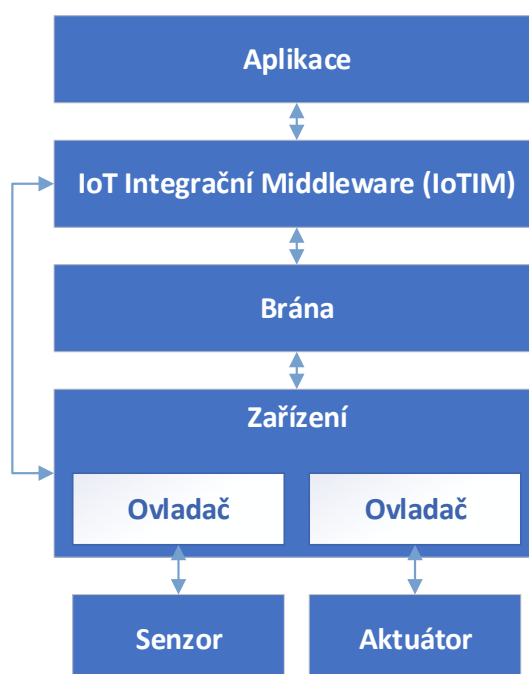 Aplikace
IoT Integrační Middleware (IoTIM)
Brána
Zařízení
Ovladač
Ovladač
Senzor
Aktuátor